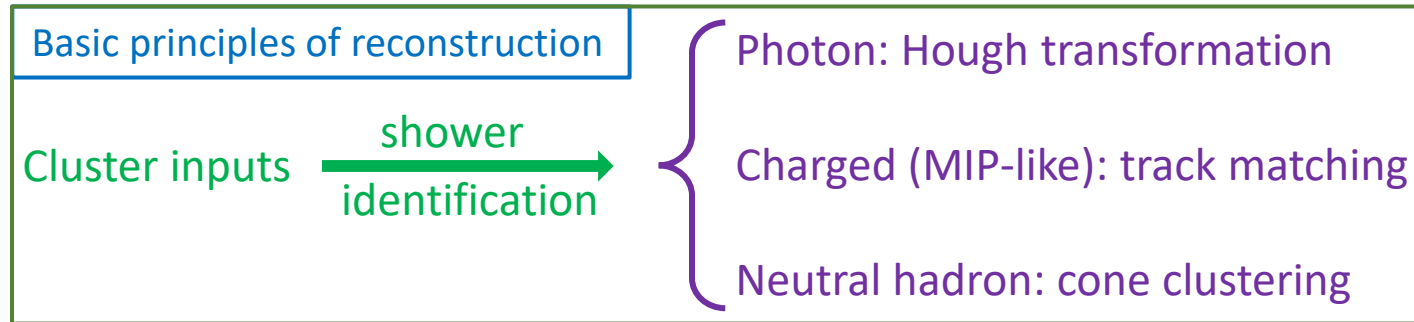 Basic principles of reconstruction
Cluster inputs
shower
identification
Photon: Hough transformation
Charged (MIP-like): track matching
Neutral hadron: cone clustering